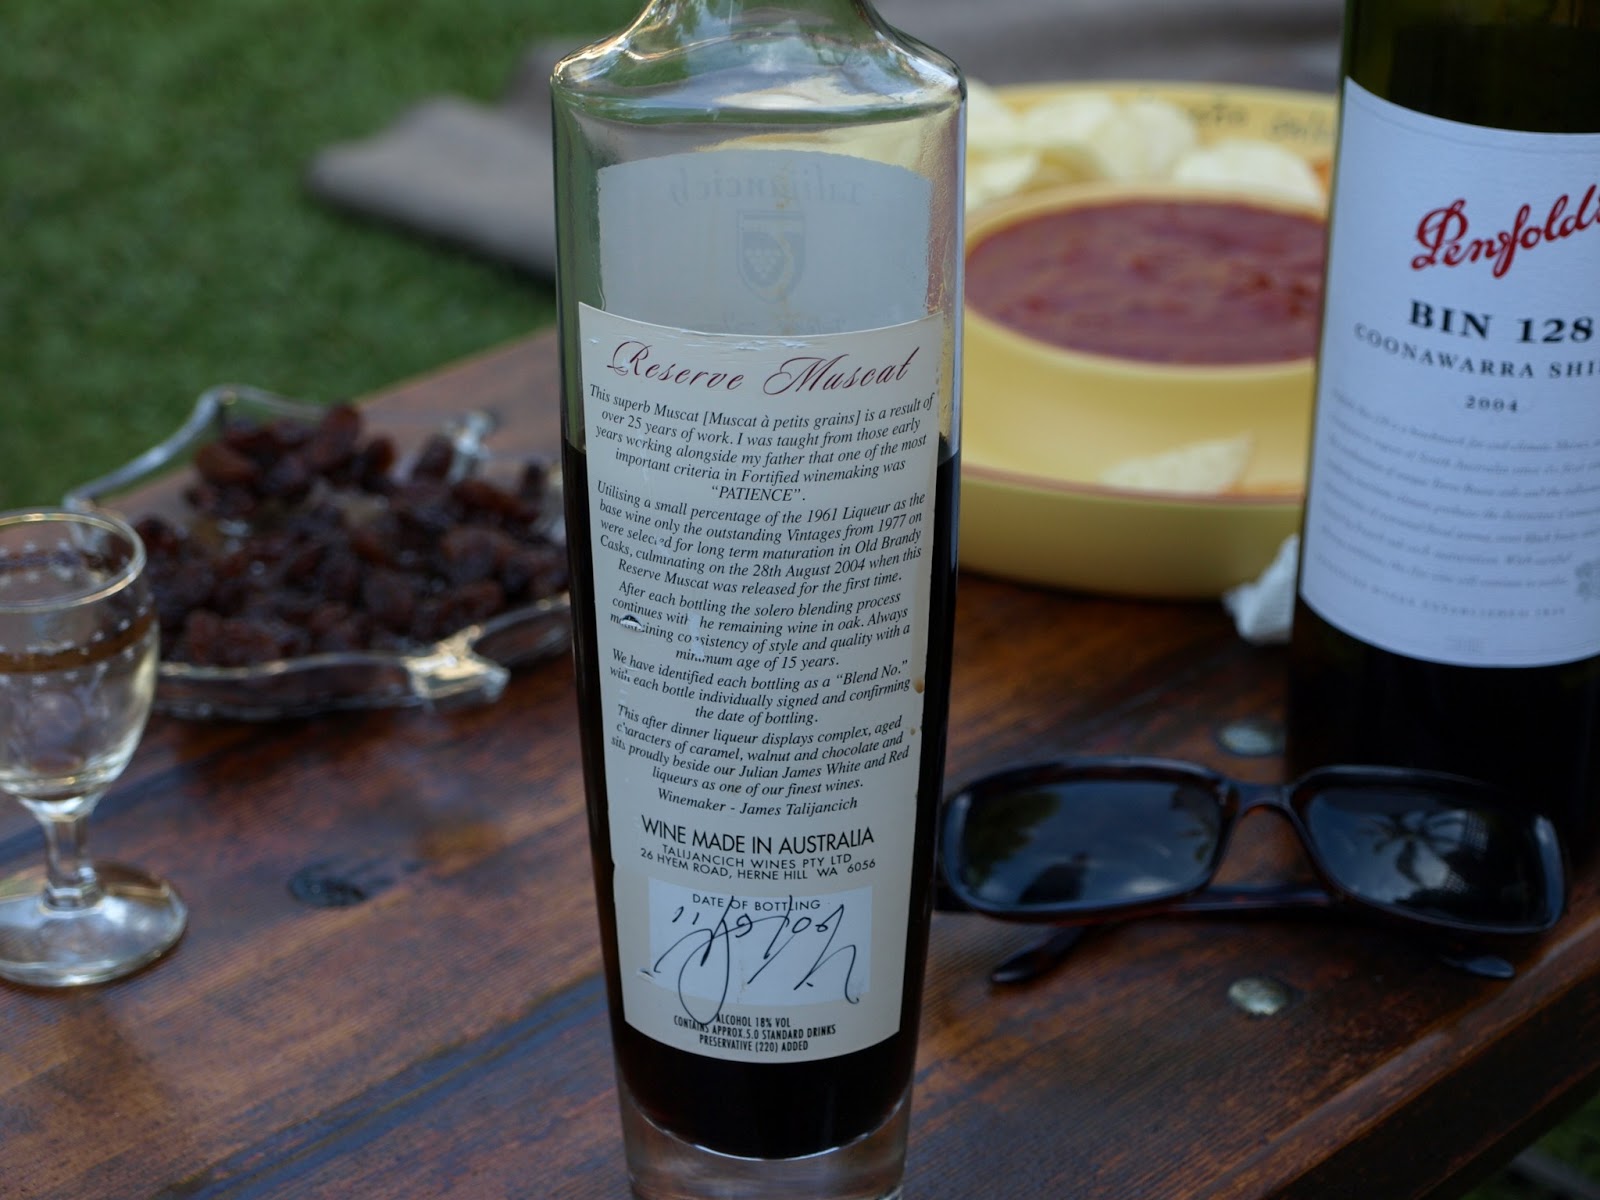 Reserve Muscat
This superb Muscat [Muscat à petits grains] is a result of
over 25 years of work. I was taught from those early
years working alongside my father that one of the most
important criteria in Fortified winemaking was
"PATIENCE".
Utilising a small percentage of the 1961 Liqueur as the
base wine only the outstanding Vintages from 1977 on
were selected for long term maturation in Old Brandy
Casks, culminating on the 28th August 2004 when this
Reserve Muscat was released for the first time.
After each bottling the solero blending process
continues with the remaining wine in oak. Always
maintaining consistency of style and quality with a
minimum age of 15 years.
We have identified each bottling as a "Blend No."
with each bottle individually signed and confirming
the date of bottling.
This after dinner liqueur displays complex, aged
characters of caramel, walnut and chocolate and
sits proudly beside our Julian James White and Red
liqueurs as one of our finest wines.
Winemaker - James Talijancich
WINE MADE IN AUSTRALIA
TALIJANCICH WINES PTY LTD
26 HYEM ROAD, HERNE HILL WA 6056
DATE OF BOTTLING
ALCOHOL 18% VOL
CONTAINS APPROX 5.0 STANDARD DRINKS
PRESERVATIVE (220) ADDED
Talijancich
Penfolds
BIN 128
COONAWARRA SHI
2004